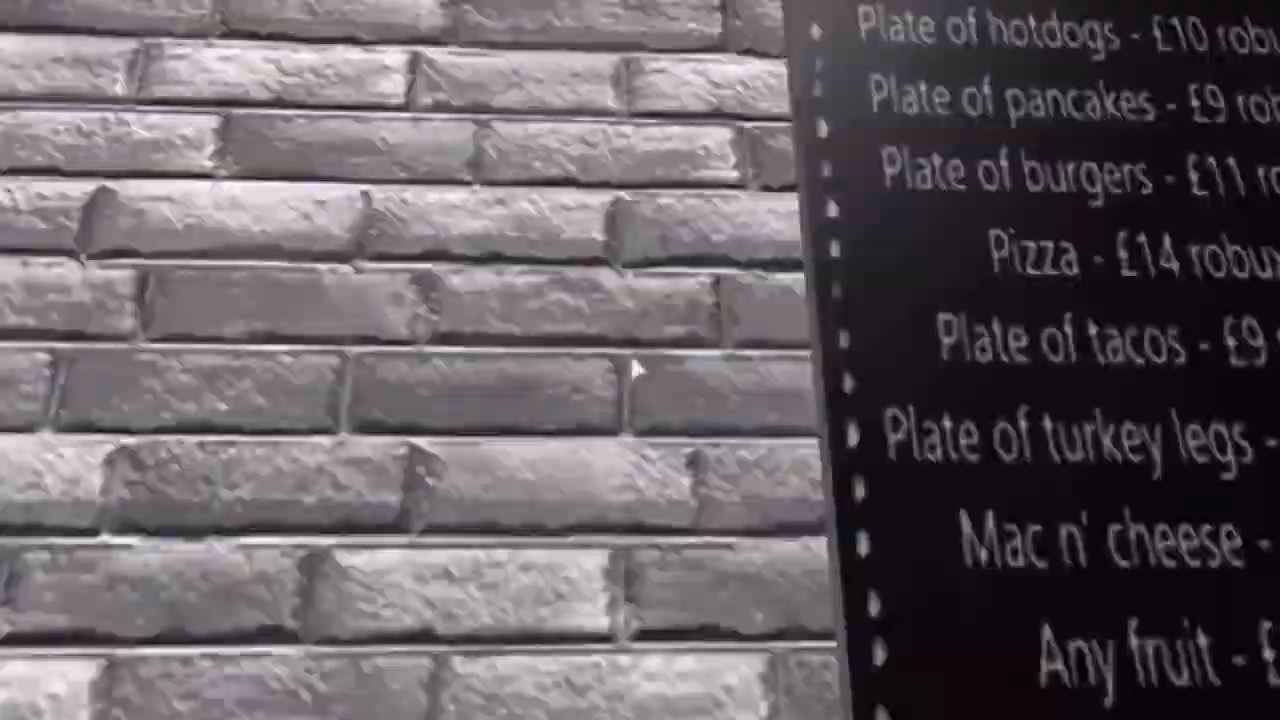 Plate of hotdogs - £10 robu
Plate of pancakes - £9 rob
Plate of burgers - £11 ro
Pizza - £14 robux
Plate of tacos - £9
Plate of turkey legs -
Mac n' cheese -
Any fruit - £